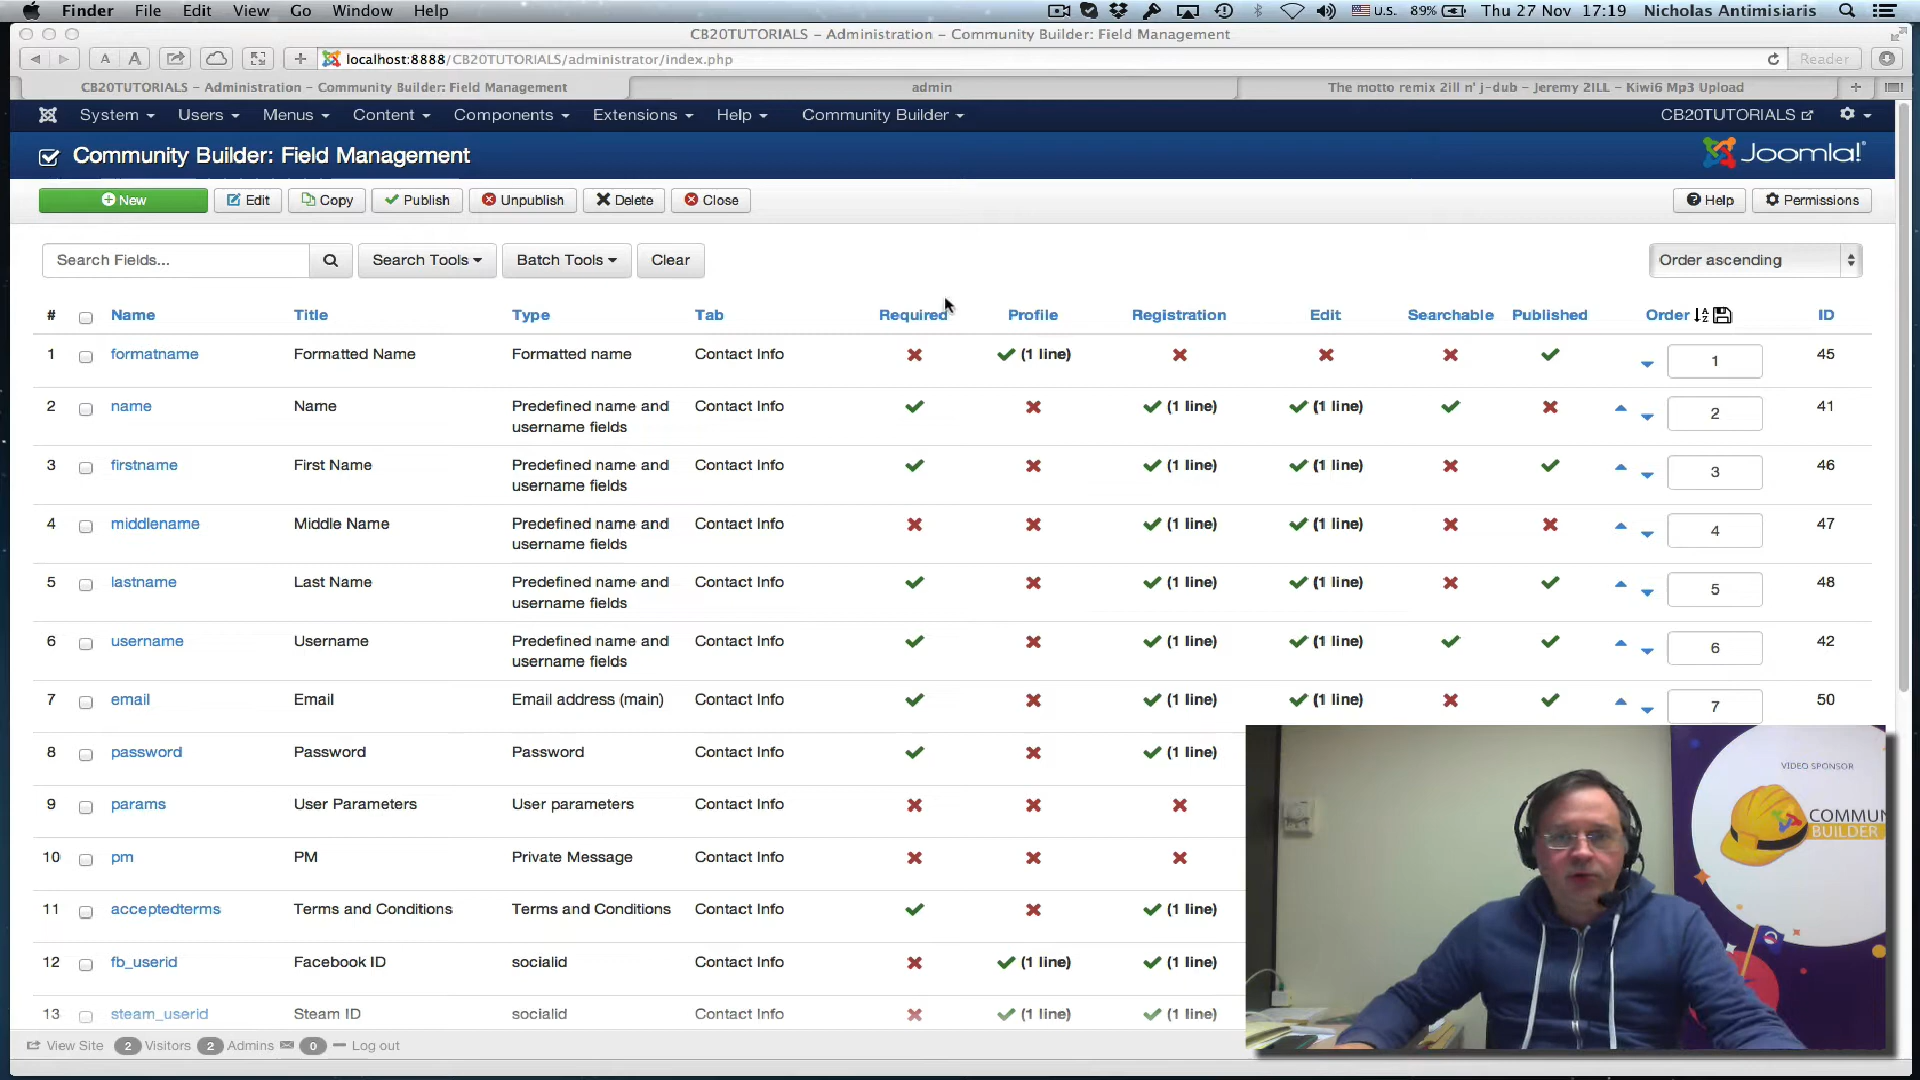 Finder File Edit View Go Window Help U.S. 89% Thu 27 Nov 17:19 Nicholas Antimisiaris
CB20TUTORIALS – Administration – Community Builder: Field Management
A A + localhost:8888/CB20TUTORIALS/administrator/index.php Reader
CB20TUTORIALS – Administration – Community Builder: Field Management admin The motto remix 2ill n' j-dub – Jeremy 2ILL – Kiwi6 Mp3 Upload +
System Users Menus Content Components Extensions Help Community Builder CB20TUTORIALS
Community Builder: Field Management Joomla!®
New Edit Copy Publish Unpublish Delete Close Help Permissions
Search Fields... Search Tools Batch Tools Clear Order ascending
# Name Title Type Tab Required Profile Registration Edit Searchable Published Order ID
1 formatname Formatted Name Formatted name Contact Info (1 line) 1 45
2 name Name Predefined name and Contact Info (1 line) (1 line) 2 41
username fields
3 firstname First Name Predefined name and Contact Info (1 line) (1 line) 3 46
username fields
4 middlename Middle Name Predefined name and Contact Info (1 line) (1 line) 4 47
username fields
5 lastname Last Name Predefined name and Contact Info (1 line) (1 line) 5 48
username fields
6 username Username Predefined name and Contact Info (1 line) (1 line) 6 42
username fields
7 email Email Email address (main) Contact Info (1 line) (1 line) 7 50
8 password Password Password Contact Info (1 line)
9 params User Parameters User parameters Contact Info
10 pm PM Private Message Contact Info
11 acceptedterms Terms and Conditions Terms and Conditions Contact Info (1 line)
12 fb_userid Facebook ID socialid Contact Info (1 line) (1 line)
13 steam_userid Steam ID socialid Contact Info (1 line) (1 line)
VIDEO SPONSOR
COMMUN
BUILDER
View Site 2 Visitors 2 Admins 0 Log out